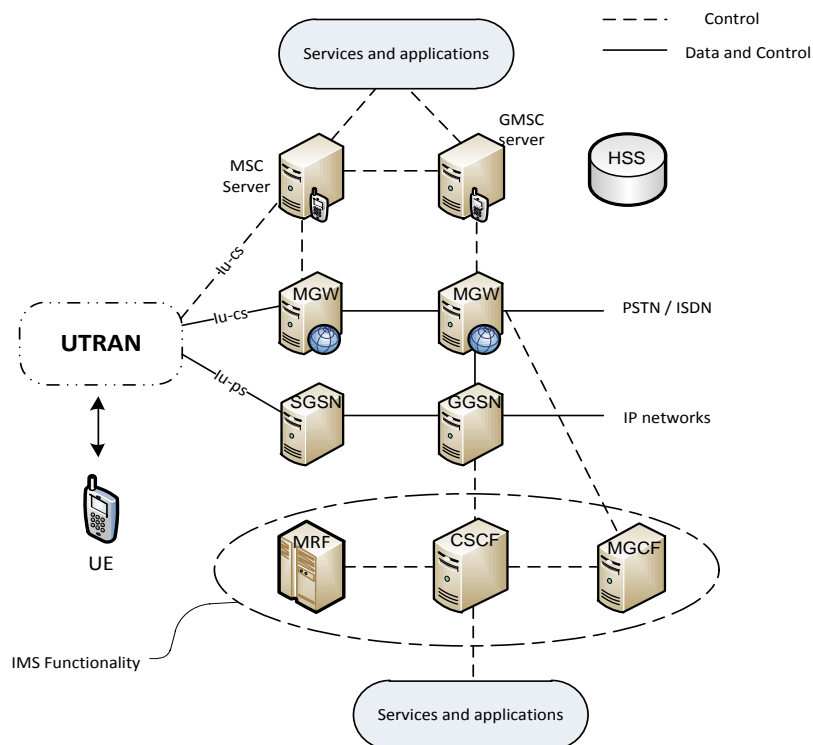 Control
Services and applications
Data and Control
GMSC
server
MSC
Server
HSS
Iu-cs
MGW
MGW
Iu-cs
PSTN / ISDN
UTRAN
Iu-ps
SGSN
GGSN
IP networks
UE
MRF
CSCF
MGCF
IMS Functionality
Services and applications